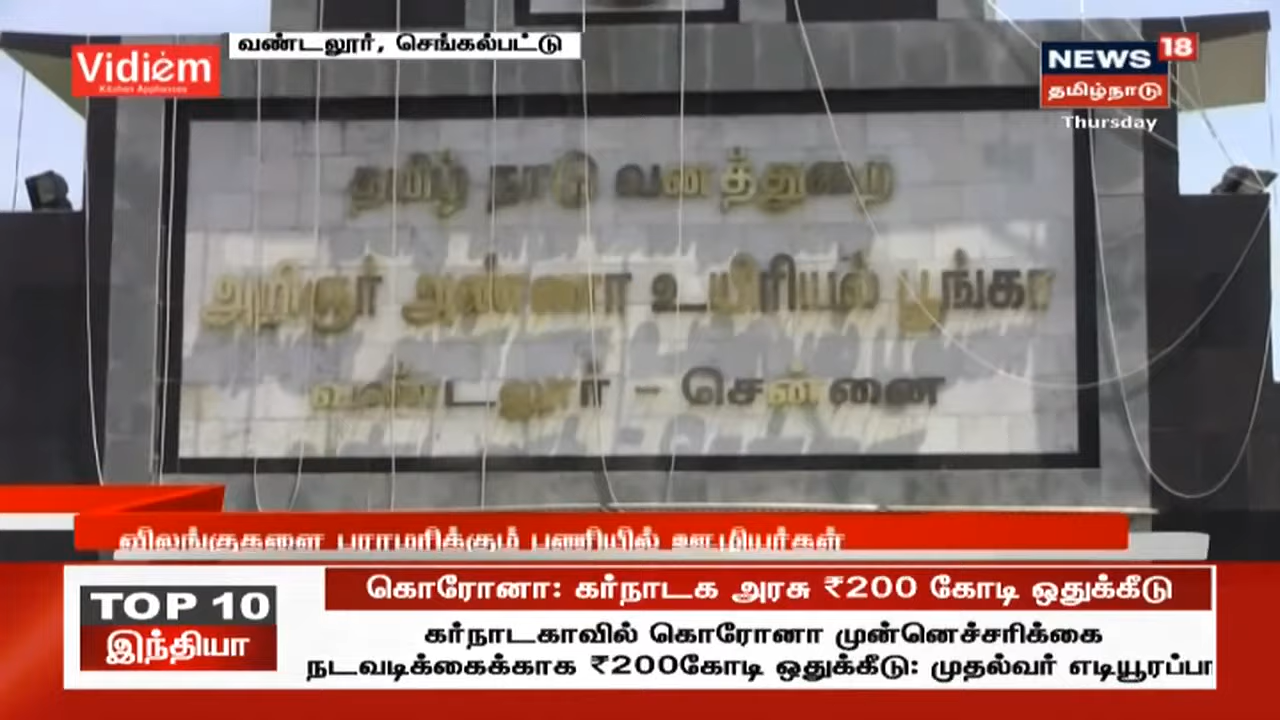 வண்டலூர், செங்கல்பட்டு
Vidiem
Kitchen Appliances
NEWS 18
தமிழ்நாடு
Thursday
தமிழ் நாடு வனத்துறை
அறிஞர் அண்ணா உயிரியல் பூங்கா
வண்டலூர் – சென்னை
விலங்குகளை பராமரிக்கும் பணியில் ஊழியர்கள்
TOP 10
இந்தியா
கொரோனா: கர்நாடக அரசு ₹200 கோடி ஒதுக்கீடு
கர்நாடகாவில் கொரோனா முன்னெச்சரிக்கை
நடவடிக்கைக்காக ₹200கோடி ஒதுக்கீடு: முதல்வர் எடியூரப்பா